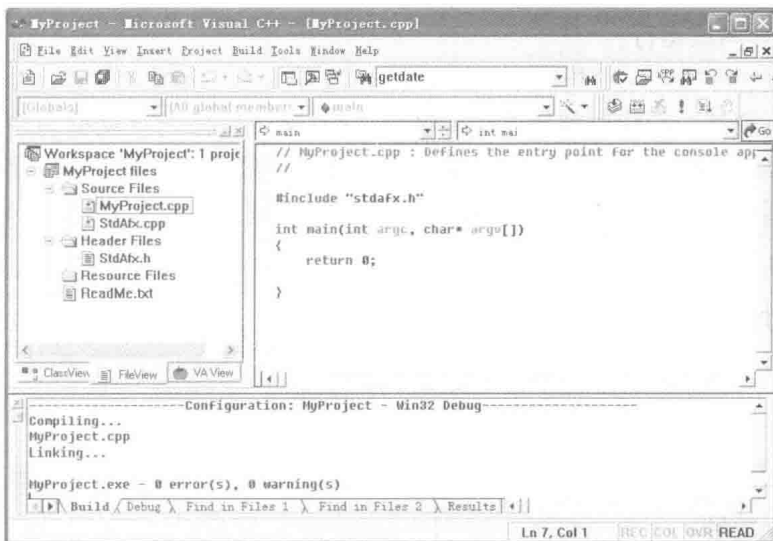 MyProject - Microsoft Visual C++ - [MyProject.cpp]
File Edit View Insert Project Build Tools Window Help
getdate
[Globals] [All global member: main
main int mai Go
Workspace 'MyProject': 1 proje
MyProject files
Source Files
MyProject.cpp
StdAfx.cpp
Header Files
StdAfx.h
Resource Files
ReadMe.txt
ClassView FileView VA View
// MyProject.cpp : Defines the entry point for the console app
//
#include "stdafx.h"
int main(int argc, char* argv[])
{
return 0;
}
--------------------Configuration: MyProject - Win32 Debug--------------------
Compiling...
MyProject.cpp
Linking...
MyProject.exe - 0 error(s), 0 warning(s)
Build Debug Find in Files 1 Find in Files 2 Results
Ln 7, Col 1 REC COL OVR READ